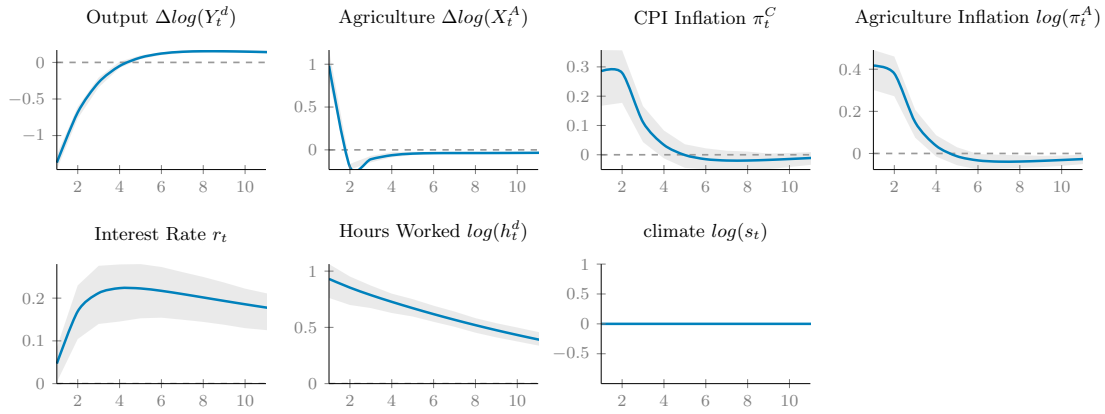 Output Δlog(Y_t^d)
0
−0.5
−1
2 4 6 8 10
Agriculture Δlog(X_t^A)
1
0.5
0
2 4 6 8 10
CPI Inflation π_t^C
0.3
0.2
0.1
0
2 4 6 8 10
Agriculture Inflation log(π_t^A)
0.4
0.2
0
2 4 6 8 10
Interest Rate r_t
0.2
0.1
0
2 4 6 8 10
Hours Worked log(h_t^d)
1
0.5
0
2 4 6 8 10
climate log(s_t)
1
0.5
0
−0.5
2 4 6 8 10